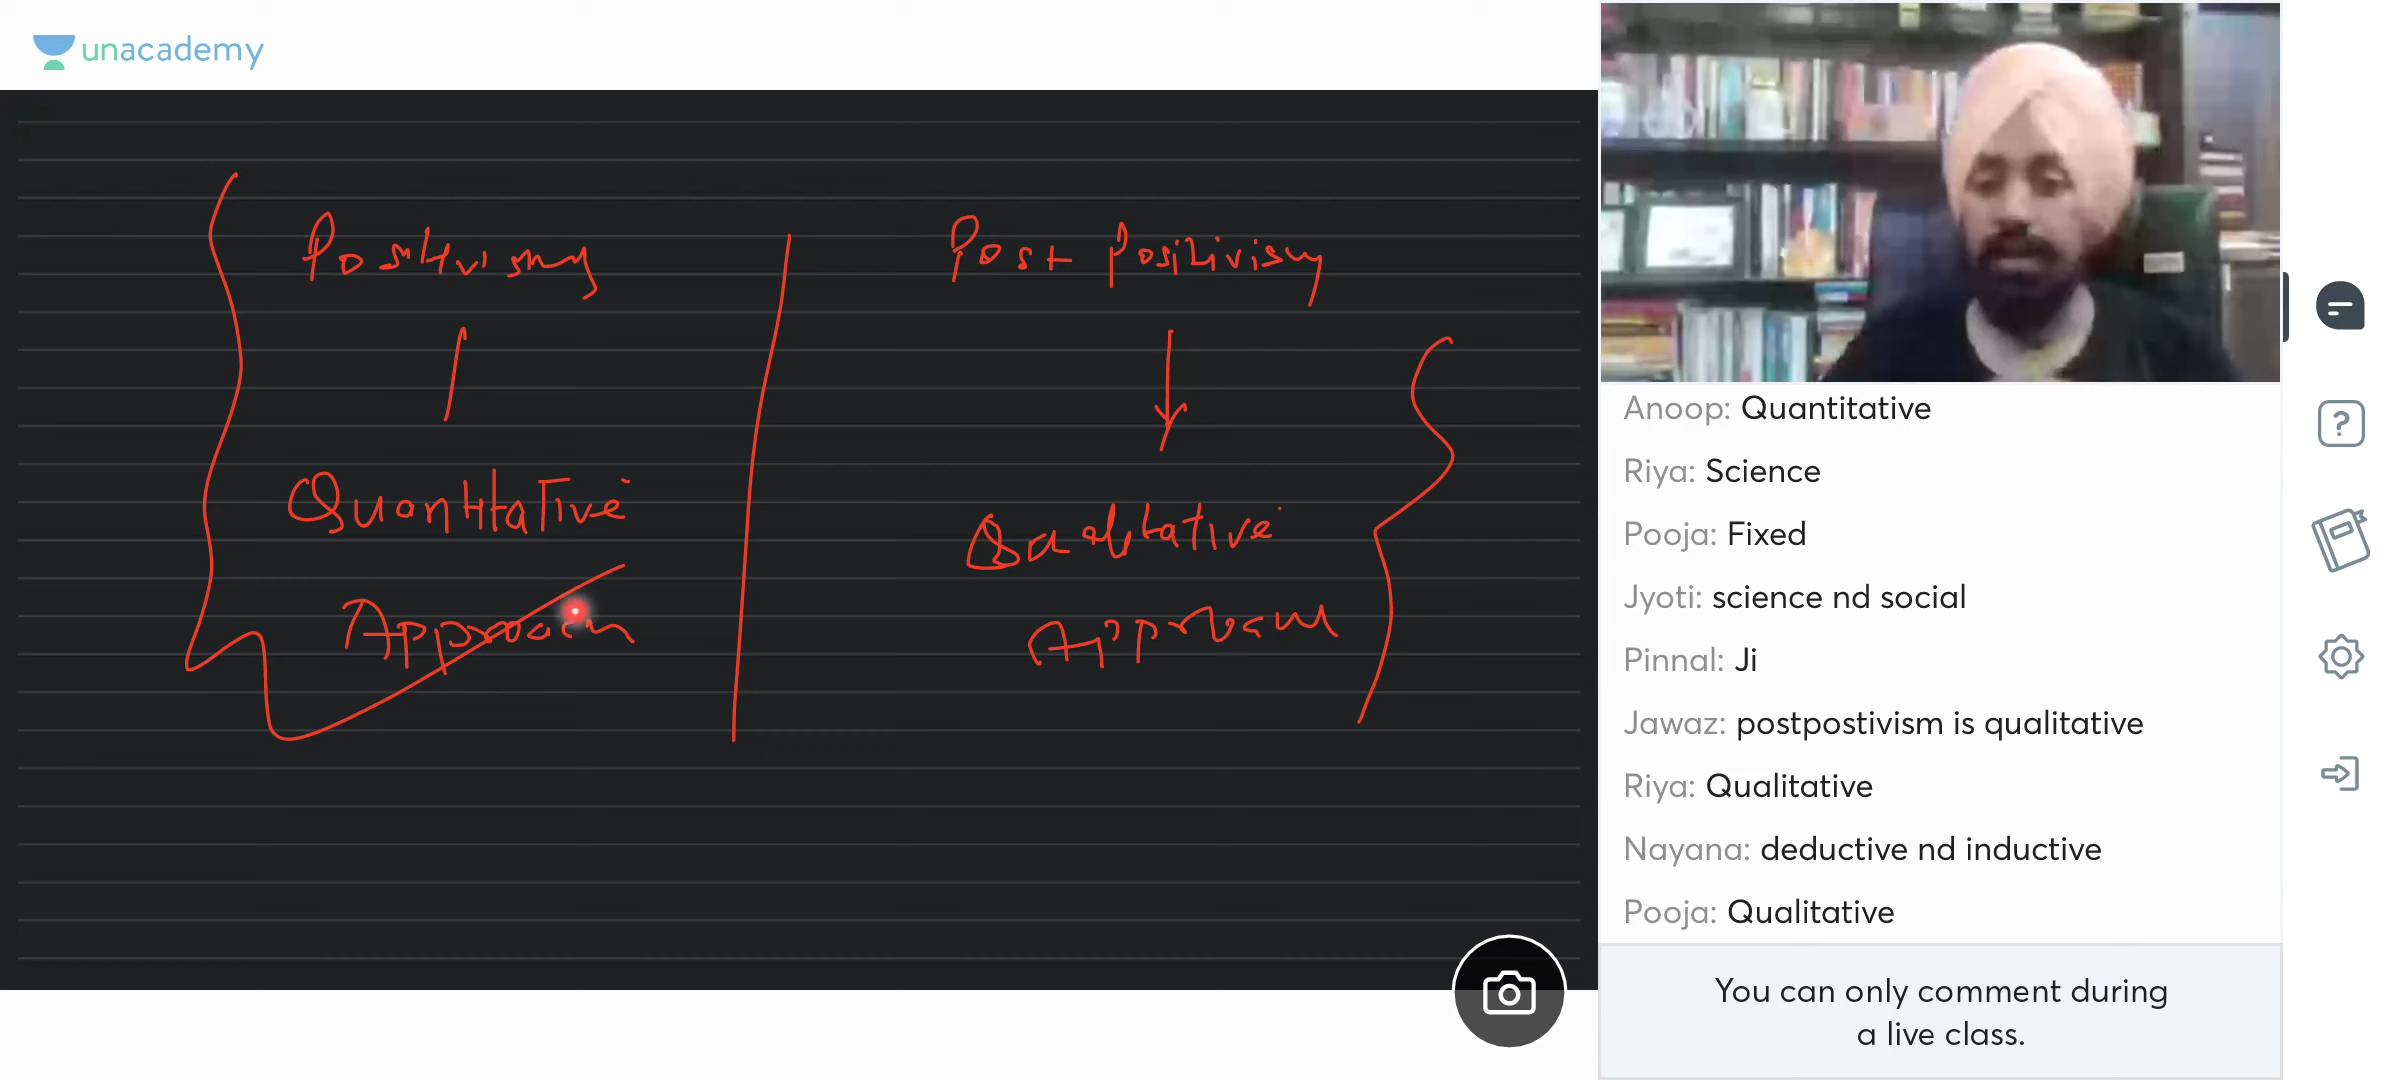 unacademy
Positivism
Post Positivism
Quantitative
Qualitative
Approach
Approach
Anoop: Quantitative
Riya: Science
Pooja: Fixed
Jyoti: science nd social
Pinnal: Ji
Jawaz: postpostivism is qualitative
Riya: Qualitative
Nayana: deductive nd inductive
Pooja: Qualitative
You can only comment during
a live class.